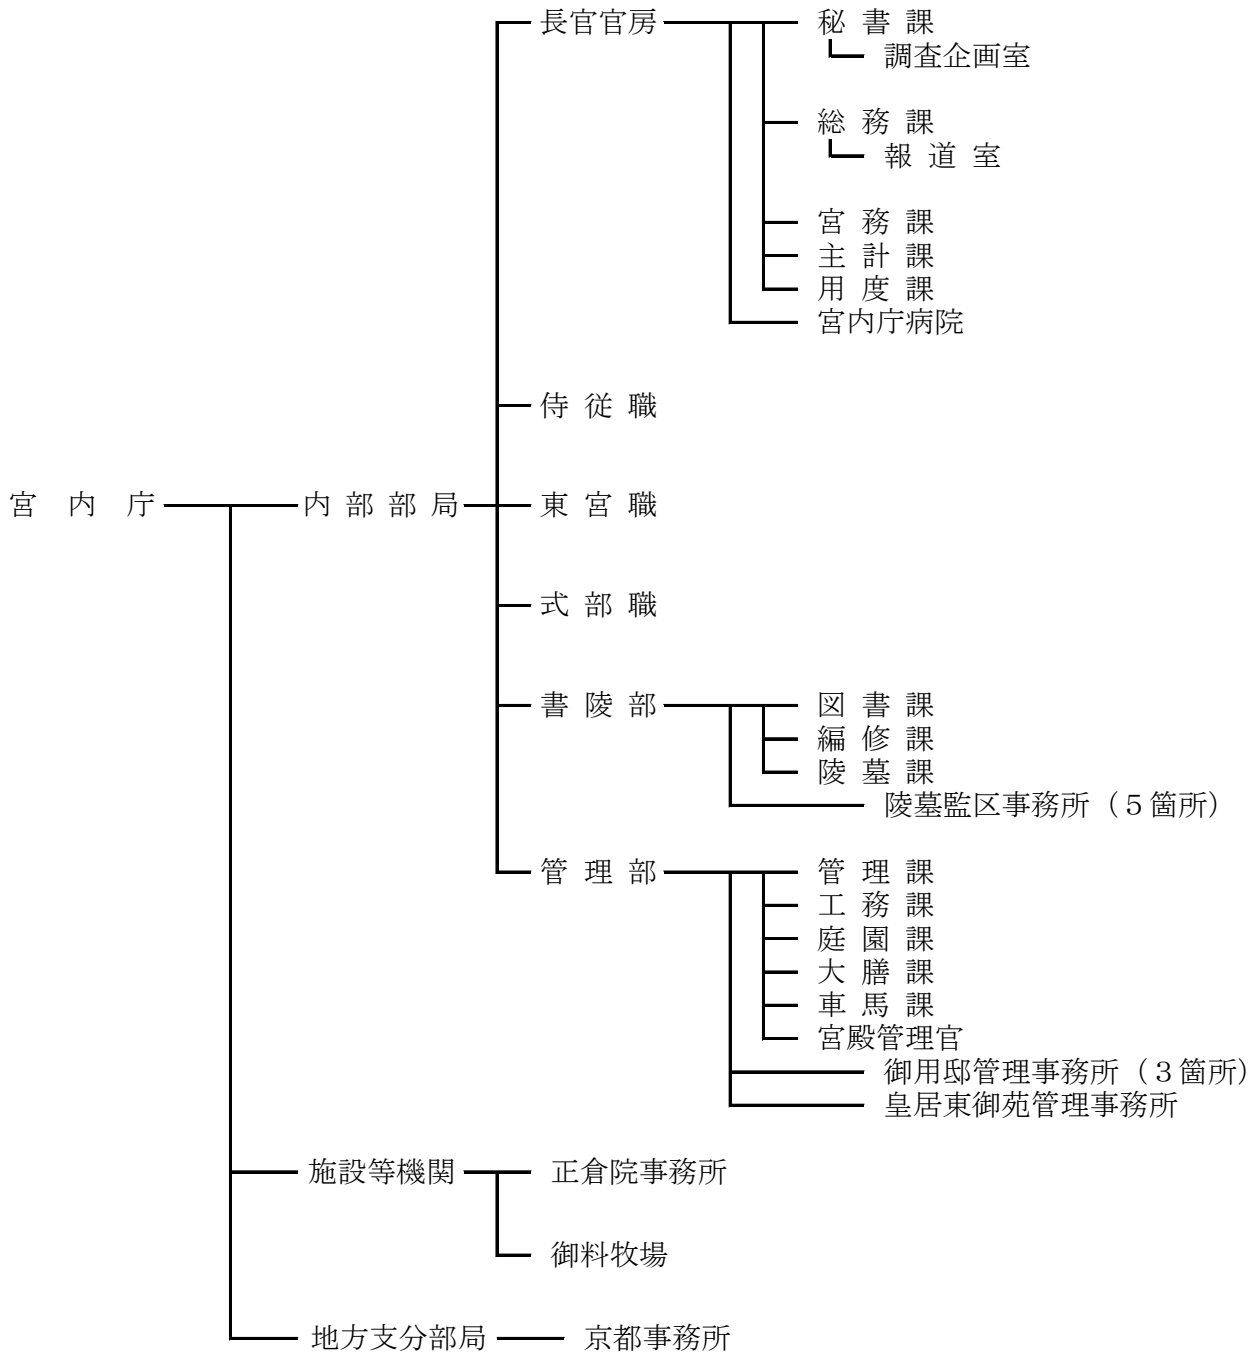 長官官房 秘書課
調査企画室
総務課
報道室
宮務課
主計課
用度課
宮内庁病院
侍従職
宮内庁 内部部局 東宮職
式部職
書陵部 図書課
編修課
陵墓課
陵墓監区事務所（５箇所）
管理部 管理課
工務課
庭園課
大膳課
車馬課
宮殿管理官
御用邸管理事務所（３箇所）
皇居東御苑管理事務所
施設等機関 正倉院事務所
御料牧場
地方支分部局 京都事務所